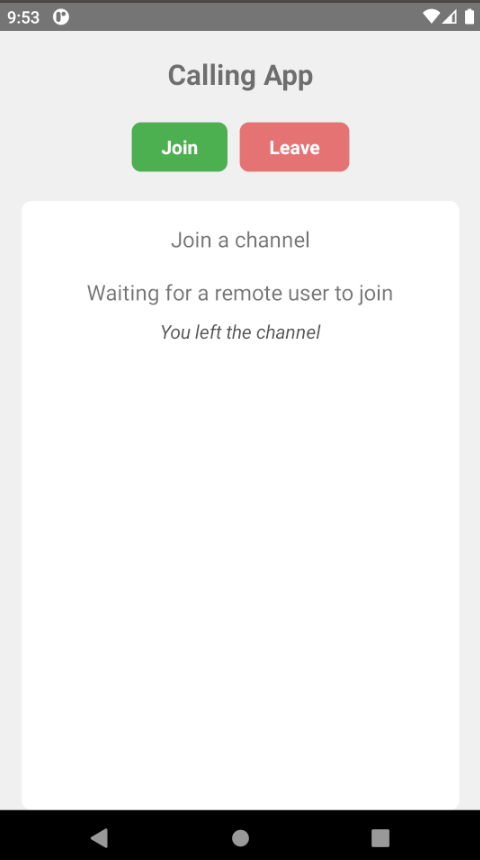 9:53
Calling App
Join
Leave
Join a channel
Waiting for a remote user to join
You left the channel